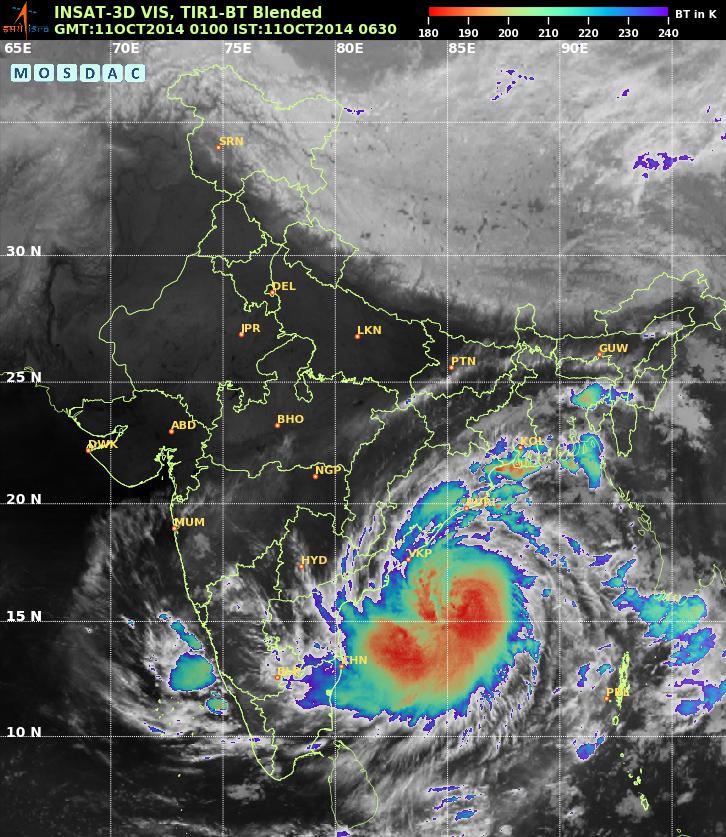 INSAT-3D VIS, TIR1-BT Blended
GMT:11OCT2014 0100 IST:11OCT2014 0630
BT in K
180 190 200 210 220 230 240
65E 70E 75E 80E 85E 90E
MOSDAC
SRN
30 N
DEL
JPR
LKN
GUW
PTN
25 N
BHO
ABD
DWK
KOL
NGP
20 N
PURI
MUM
VKP
HYD
15 N
CHN
PBL
10 N